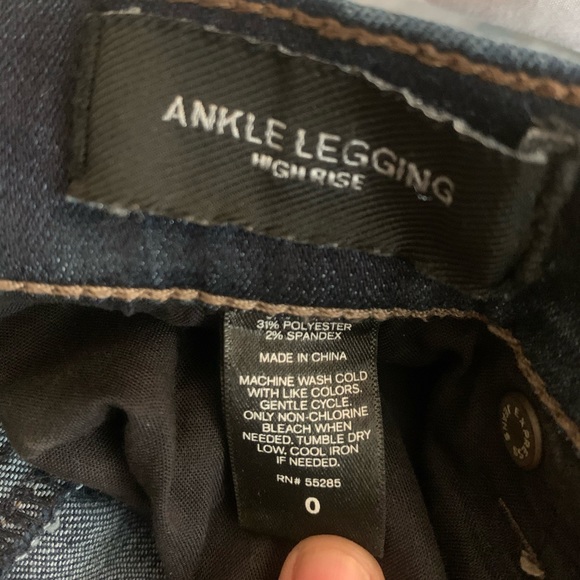 ANKLE LEGGING
HIGH RISE
31% POLYESTER
2% SPANDEX
MADE IN CHINA
MACHINE WASH COLD
WITH LIKE COLORS.
GENTLE CYCLE.
ONLY NON-CHLORINE
BLEACH WHEN
NEEDED. TUMBLE DRY
LOW. COOL IRON
IF NEEDED.
RN# 55285
0